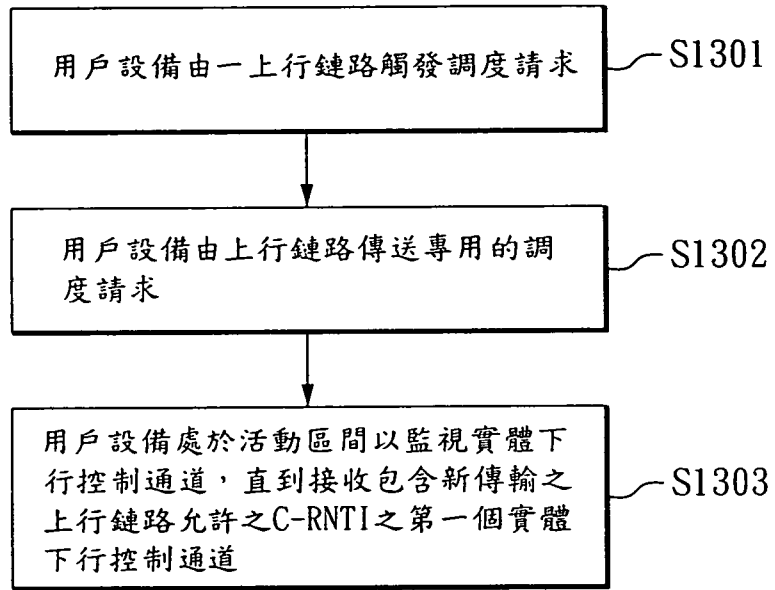 用戶設備由一上行鏈路觸發調度請求
S1301
用戶設備由上行鏈路傳送專用的調
度請求
S1302
用戶設備處於活動區間以監視實體下
行控制通道，直到接收包含新傳輸之
上行鏈路允許之C-RNTI之第一個實體
下行控制通道
S1303